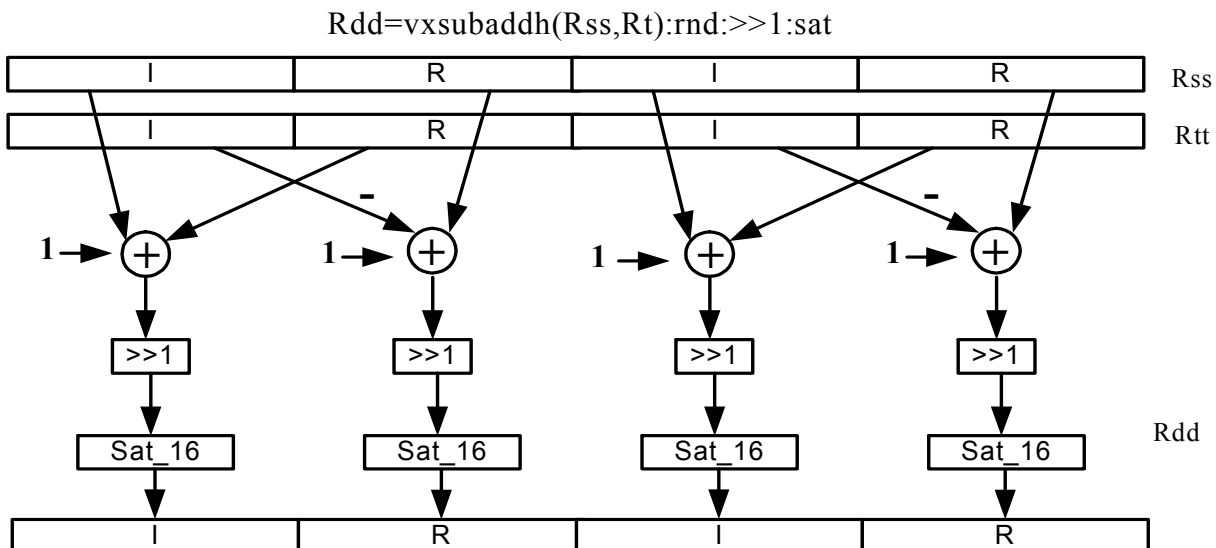 Rdd=vxsubaddh(Rss,Rt):rnd:>>1:sat
I R I R Rss
I R I R Rtt
- -
1 + 1 + 1 + 1 +
>>1 >>1 >>1 >>1
Sat_16 Sat_16 Sat_16 Sat_16 Rdd
I R I R